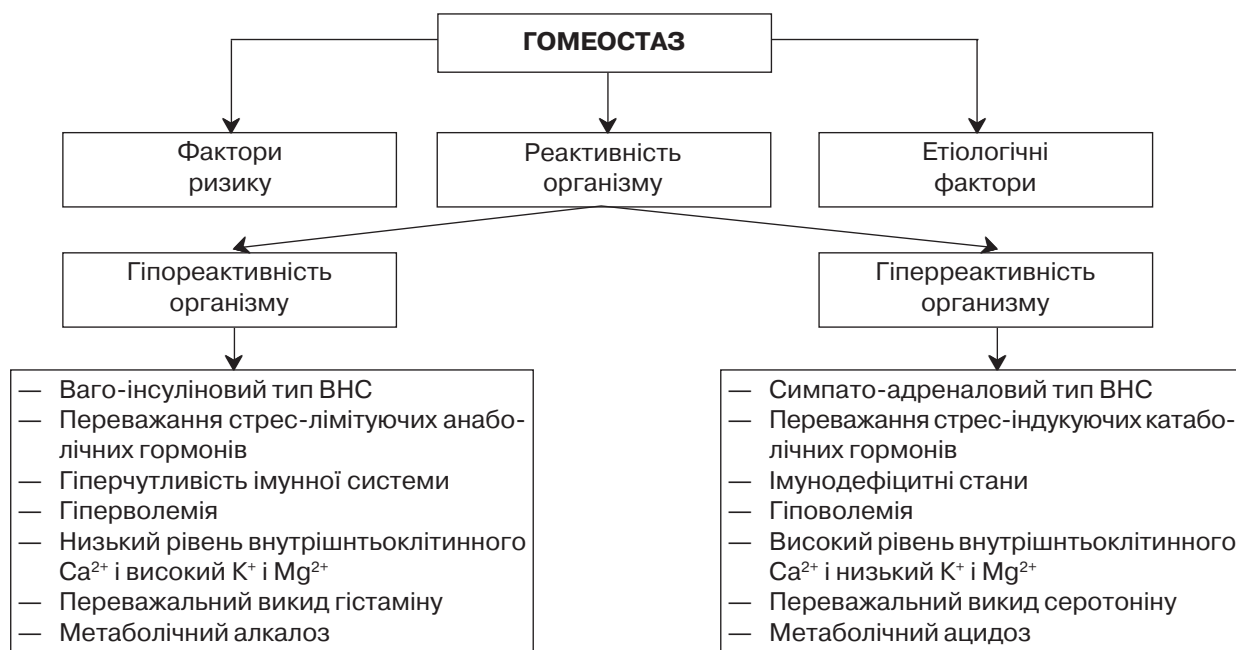 ГОМЕОСТАЗ
Фактори
ризику
Реактивність
організму
Етіологічні
фактори
Гіпореактивність
організму
Гіперреактивність
организму
— Ваго-інсуліновий тип ВНС
— Переважання стрес-лімітуючих анабо-
лічних гормонів
— Гіперчутливість імунної системи
— Гіперволемія
— Низький рівень внутрішнтьоклітинного
Ca²⁺ і високий K⁺ і Mg²⁺
— Переважальний викид гістаміну
— Метаболічний алкалоз
— Симпато-адреналовий тип ВНС
— Переважання стрес-індукуючих катабо-
лічних гормонів
— Імунодефіцитні стани
— Гіповолемія
— Високий рівень внутрішнтьоклітинного
Ca²⁺ і низький K⁺ і Mg²⁺
— Переважальний викид серотоніну
— Метаболічний ацидоз